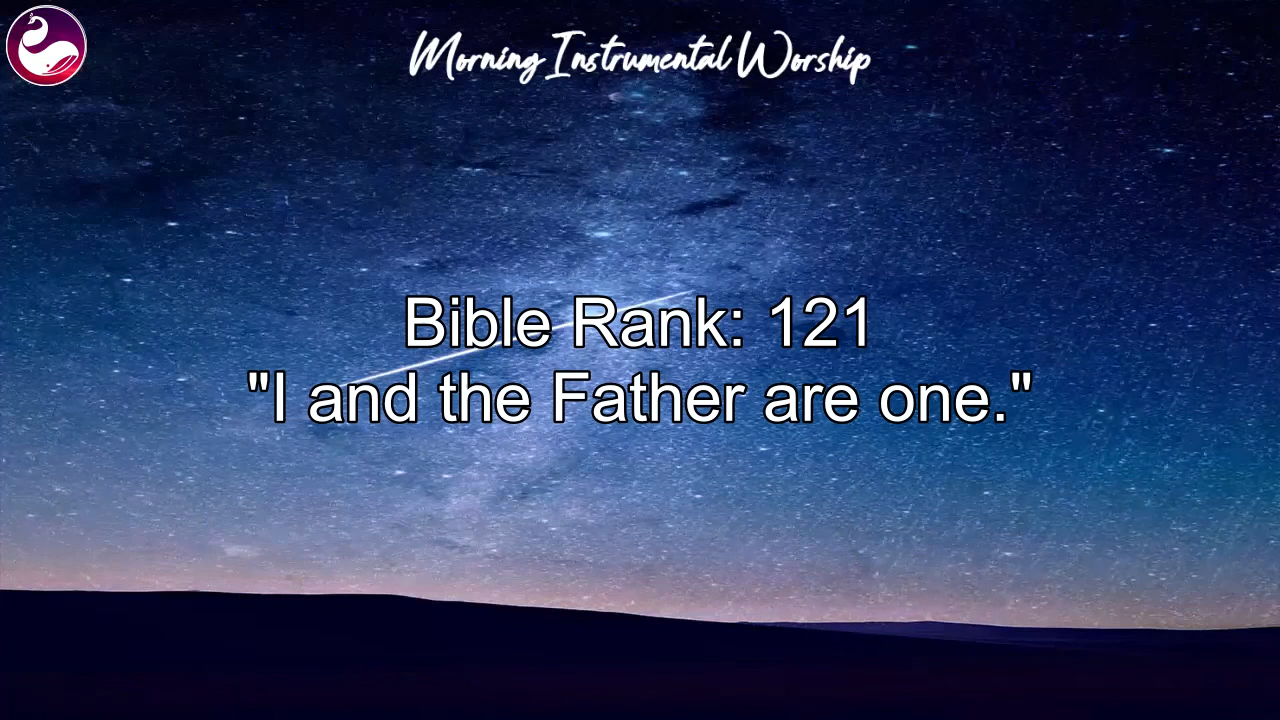 Morning Instrumental Worship
Bible Rank: 121
"I and the Father are one."